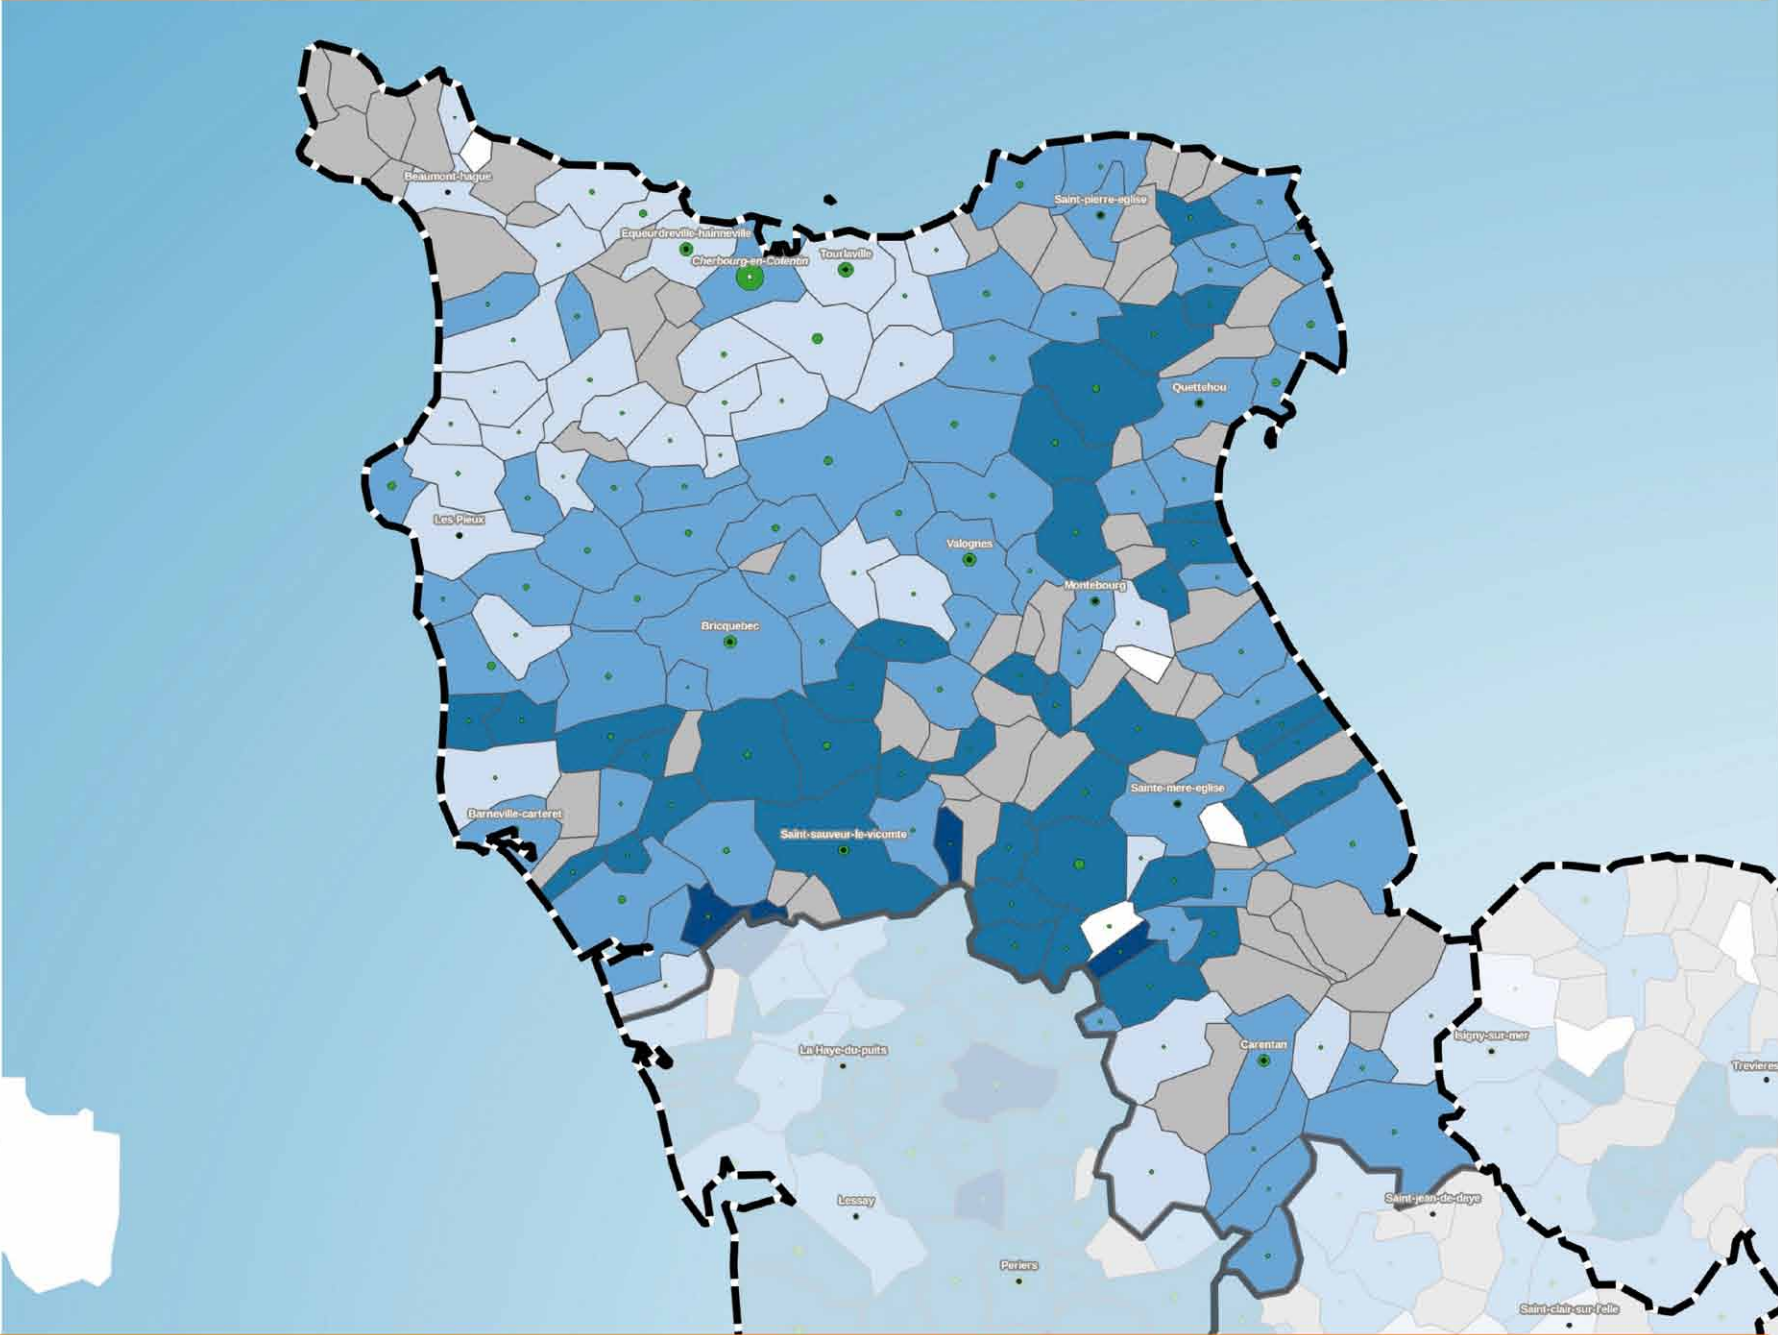 Beaumont-hague
Saint-pierre-eglise
Equeurdreville-hainneville
Cherbourg-en-Cotentin
Tourlaville
Quettehou
Les Pieux
Valognes
Montebourg
Bricquebec
Sainte-mere-eglise
Barneville-carteret
Saint-sauveur-le-vicomte
Isigny-sur-mer
Carentan
La Haye-du-puits
Trevieres
Saint-jean-de-daye
Lessay
Periers
Saint-clair-sur-l'elle